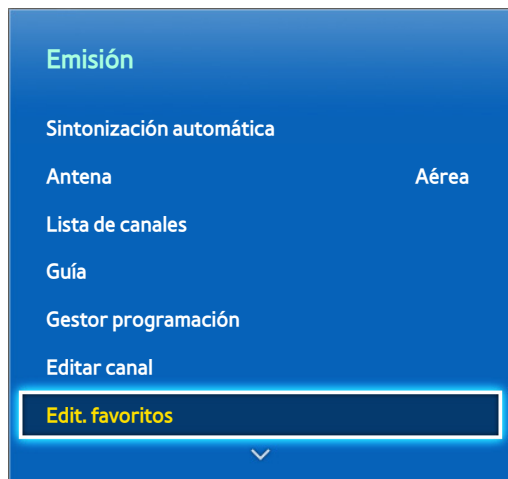 Emisión
Sintonización automática
Antena Aérea
Lista de canales
Guía
Gestor programación
Editar canal
Edit. favoritos